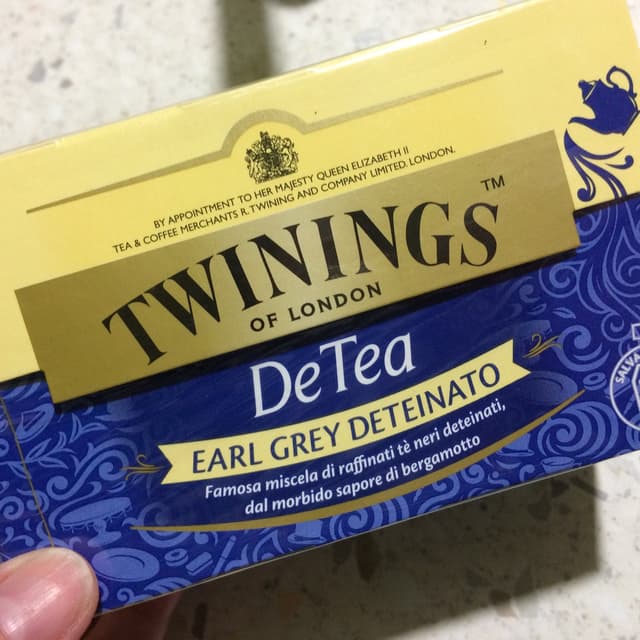 BY APPOINTMENT TO HER MAJESTY QUEEN ELIZABETH II
TEA & COFFEE MERCHANTS R. TWINING AND COMPANY LIMITED. LONDON.
TWININGS™
OF LONDON
DeTea
EARL GREY DETEINATO
Famosa miscela di raffinati tè neri deteinati,
dal morbido sapore di bergamotto